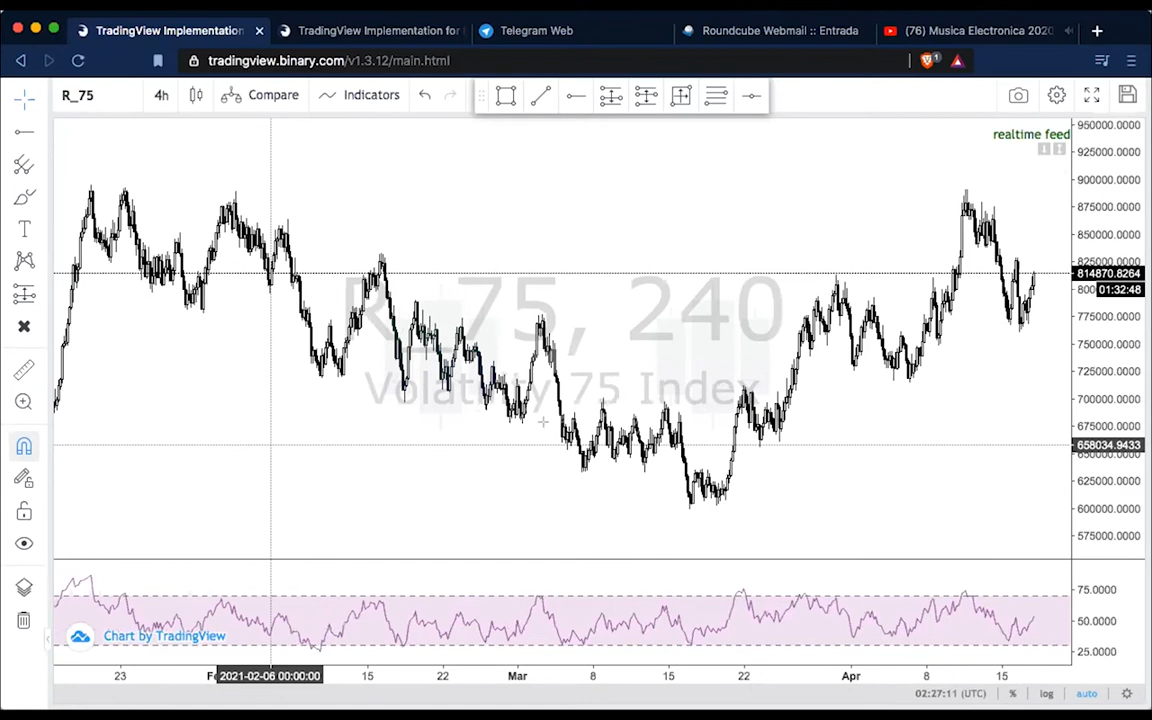 TradingView Implementation
TradingView Implementation for
Telegram Web
Roundcube Webmail :: Entrada
(76) Musica Electronica 2020
tradingview.binary.com/v1.3.12/main.html
1
R_75
4h
Compare
Indicators
realtime feed
R_75, 240
Volatility 75 Index
950000.0000
925000.0000
900000.0000
875000.0000
850000.0000
825000.0000
814870.8264
800
01:32:48
775000.0000
750000.0000
725000.0000
700000.0000
675000.0000
658034.9433
650000.0000
625000.0000
600000.0000
575000.0000
75.0000
50.0000
25.0000
Chart by TradingView
23
2021-02-06 00:00:00
15
22
Mar
8
15
22
Apr
8
15
02:27:11 (UTC)
%
log
auto